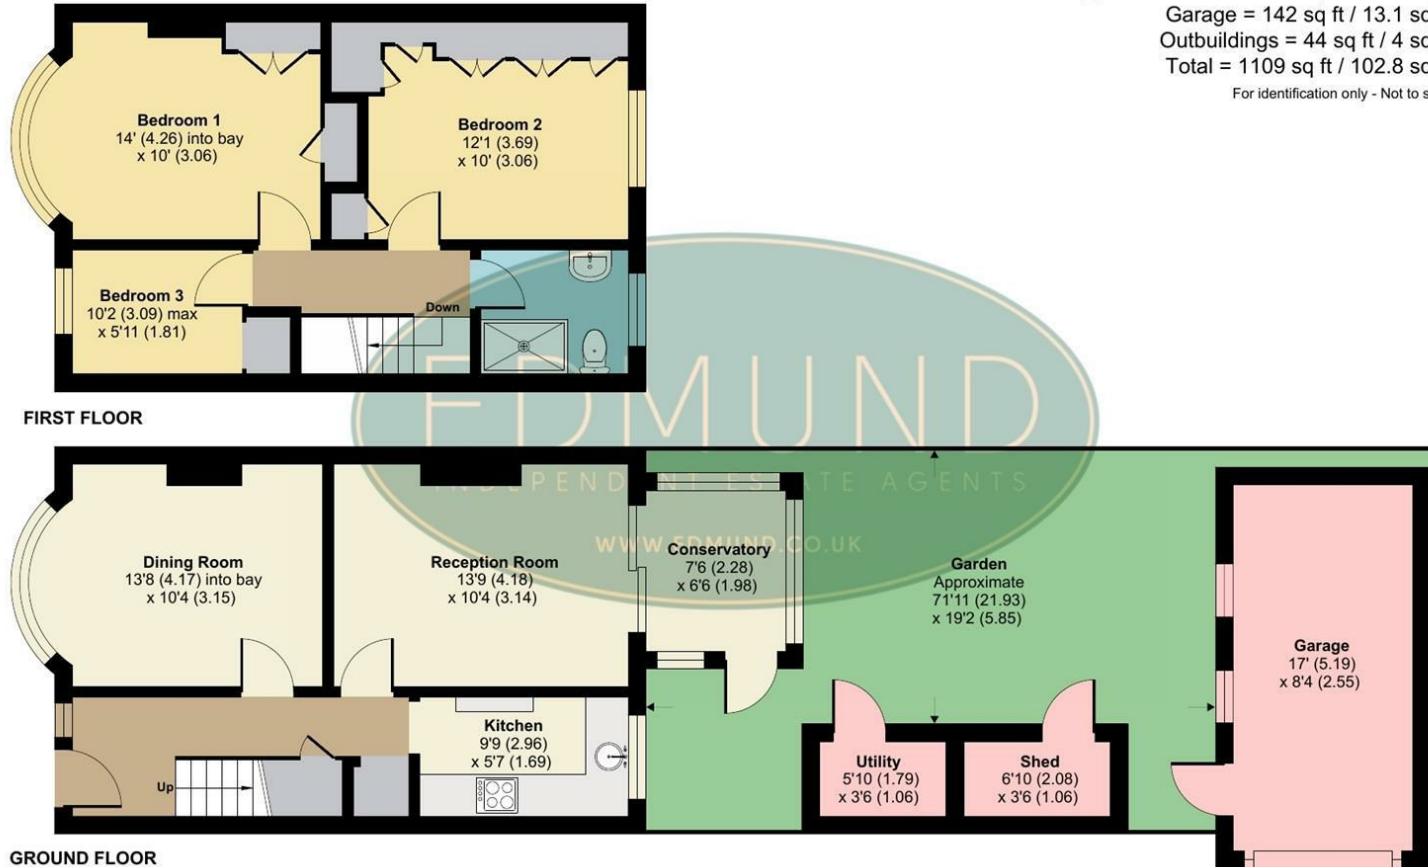 Garage = 142 sq ft / 13.1 sq
Outbuildings = 44 sq ft / 4 sq
Total = 1109 sq ft / 102.8 sq
For identification only - Not to s
Bedroom 1
14' (4.26) into bay
x 10' (3.06)
Bedroom 2
12'1 (3.69)
x 10' (3.06)
Bedroom 3
10'2 (3.09) max
x 5'11 (1.81)
Down
FIRST FLOOR
EDMUND
INDEPENDENT ESTATE AGENTS
WWW.EDMUND.CO.UK
Dining Room
13'8 (4.17) into bay
x 10'4 (3.15)
Reception Room
13'9 (4.18)
x 10'4 (3.14)
Conservatory
7'6 (2.28)
x 6'6 (1.98)
Garden
Approximate
71'11 (21.93)
x 19'2 (5.85)
Garage
17' (5.19)
x 8'4 (2.55)
Kitchen
9'9 (2.96)
x 5'7 (1.69)
Utility
5'10 (1.79)
x 3'6 (1.06)
Shed
6'10 (2.08)
x 3'6 (1.06)
Up
GROUND FLOOR